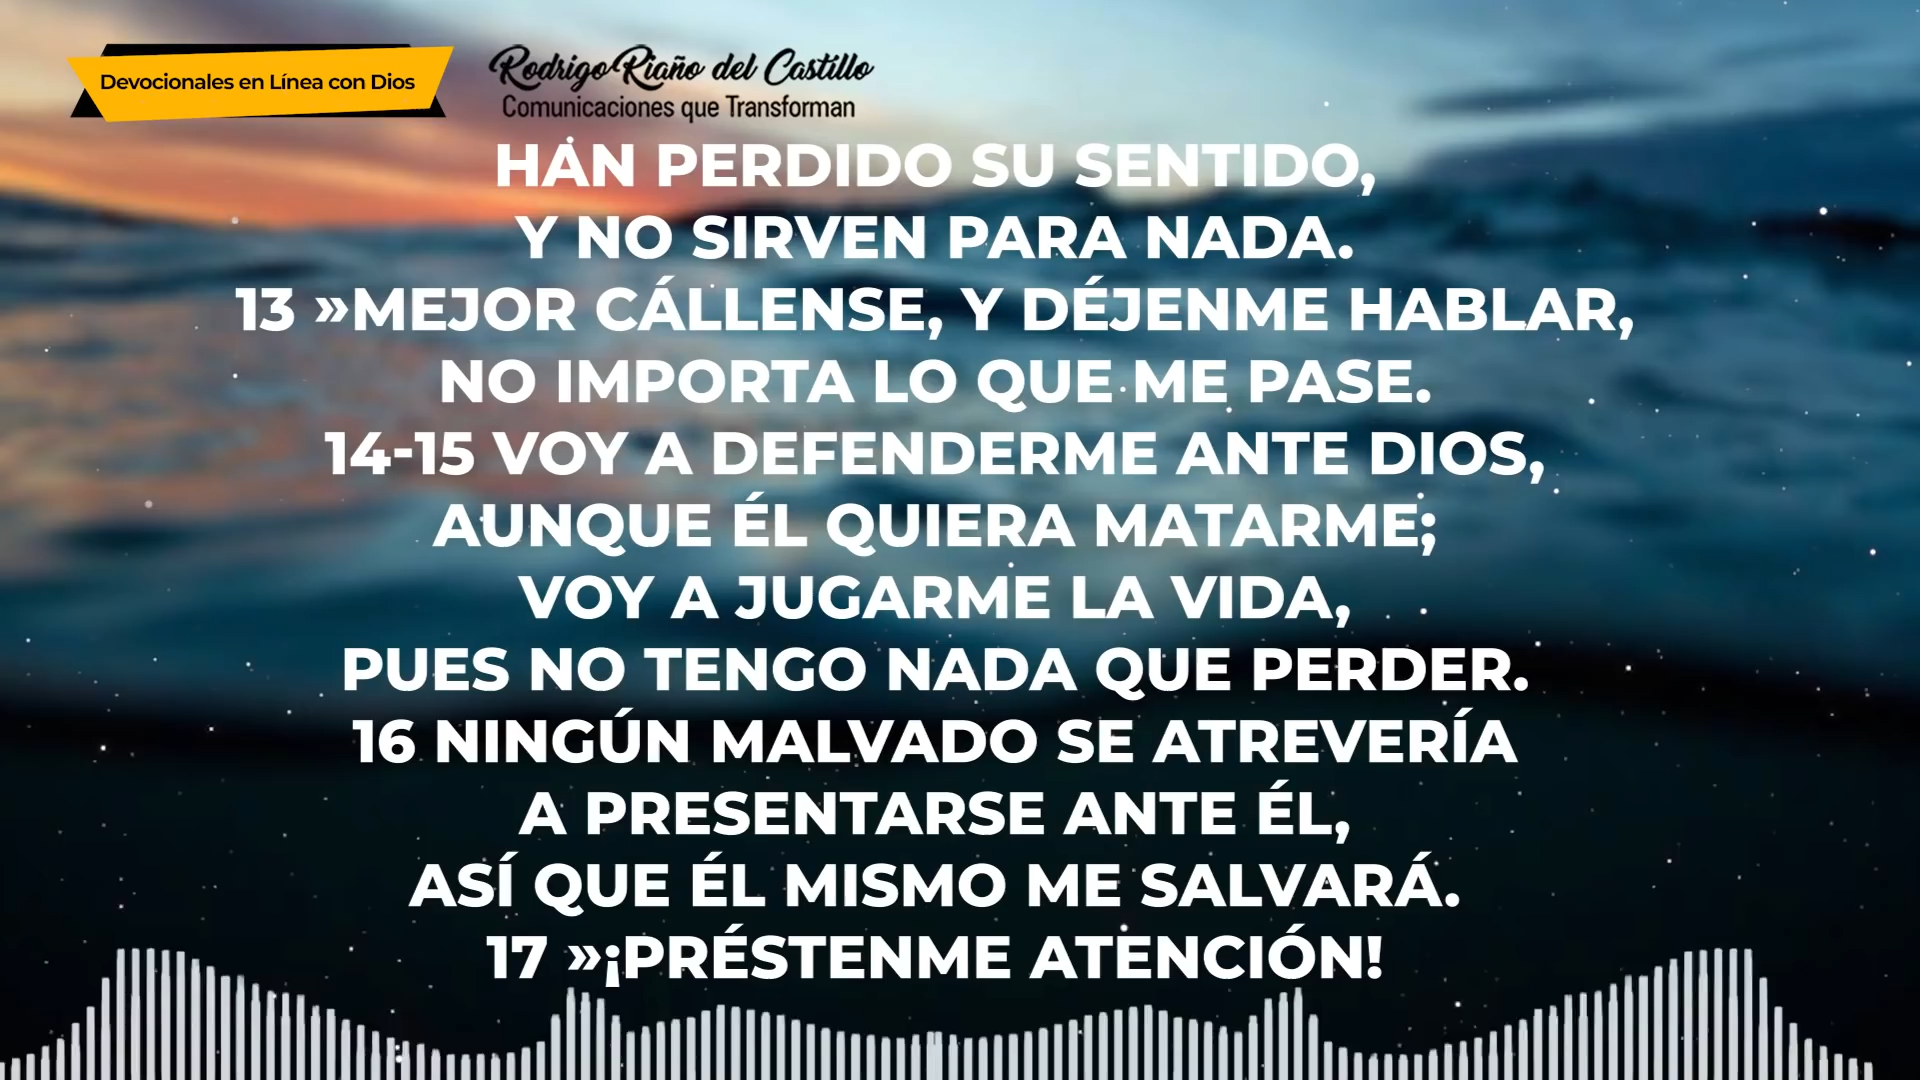 Devocionales en Línea con Dios
Rodrigo Riaño del Castillo
Comunicaciones que Transforman
HAN PERDIDO SU SENTIDO,
Y NO SIRVEN PARA NADA.
13 »MEJOR CÁLLENSE, Y DÉJENME HABLAR,
NO IMPORTA LO QUE ME PASE.
14-15 VOY A DEFENDERME ANTE DIOS,
AUNQUE ÉL QUIERA MATARME;
VOY A JUGARME LA VIDA,
PUES NO TENGO NADA QUE PERDER.
16 NINGÚN MALVADO SE ATREVERÍA
A PRESENTARSE ANTE ÉL,
ASÍ QUE ÉL MISMO ME SALVARÁ.
17 »¡PRÉSTENME ATENCIÓN!